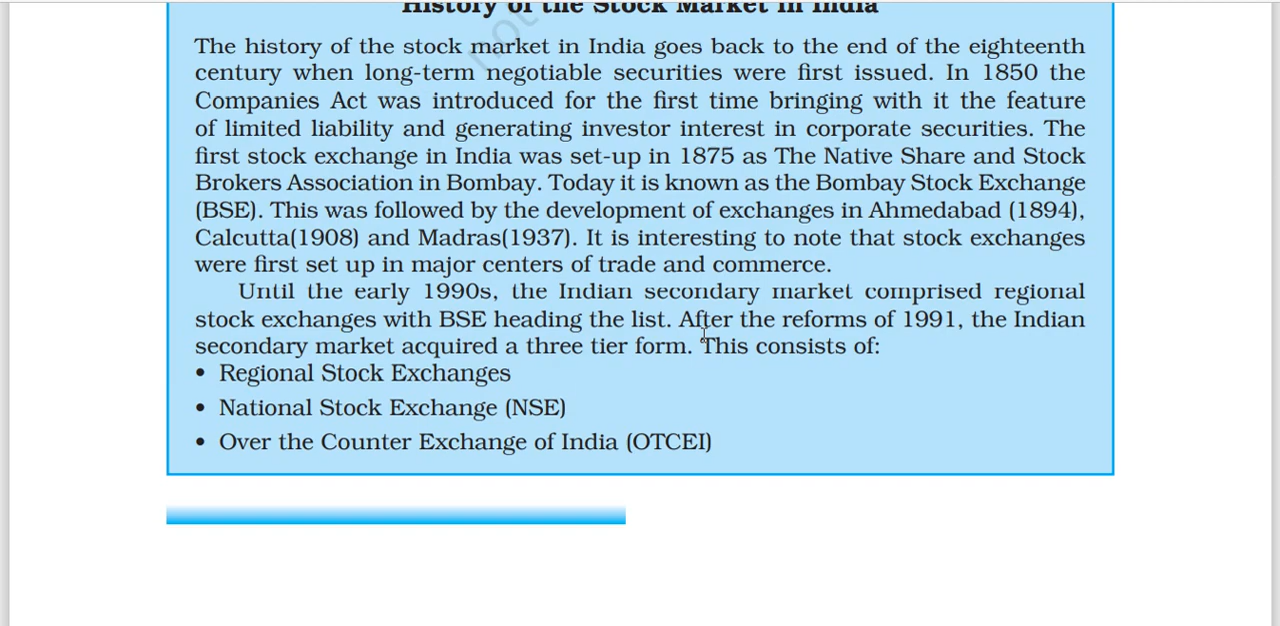 History of the Stock Market in India
not
The history of the stock market in India goes back to the end of the eighteenth
century when long-term negotiable securities were first issued. In 1850 the
Companies Act was introduced for the first time bringing with it the feature
of limited liability and generating investor interest in corporate securities. The
first stock exchange in India was set-up in 1875 as The Native Share and Stock
Brokers Association in Bombay. Today it is known as the Bombay Stock Exchange
(BSE). This was followed by the development of exchanges in Ahmedabad (1894),
Calcutta(1908) and Madras(1937). It is interesting to note that stock exchanges
were first set up in major centers of trade and commerce.
Until the early 1990s, the Indian secondary market comprised regional
stock exchanges with BSE heading the list. After the reforms of 1991, the Indian
secondary market acquired a three tier form. This consists of:
• Regional Stock Exchanges
• National Stock Exchange (NSE)
• Over the Counter Exchange of India (OTCEI)